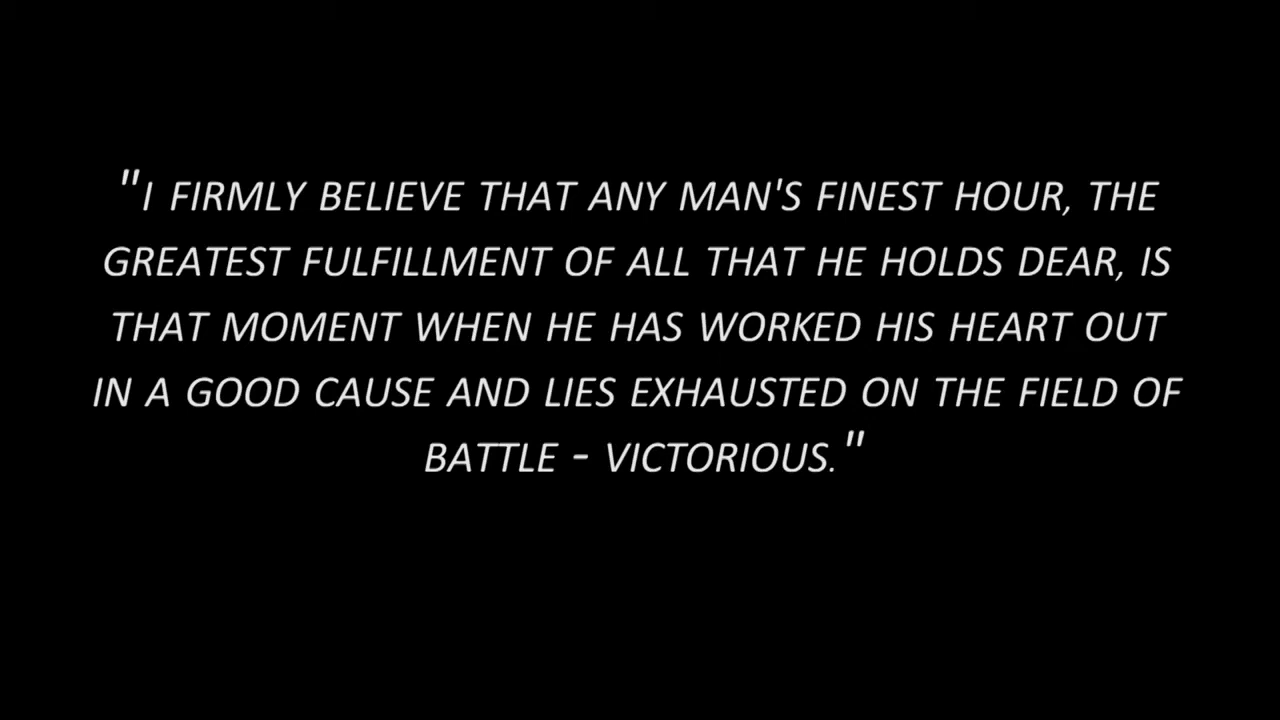 "I FIRMLY BELIEVE THAT ANY MAN'S FINEST HOUR, THE
GREATEST FULFILLMENT OF ALL THAT HE HOLDS DEAR, IS
THAT MOMENT WHEN HE HAS WORKED HIS HEART OUT
IN A GOOD CAUSE AND LIES EXHAUSTED ON THE FIELD OF
BATTLE - VICTORIOUS."